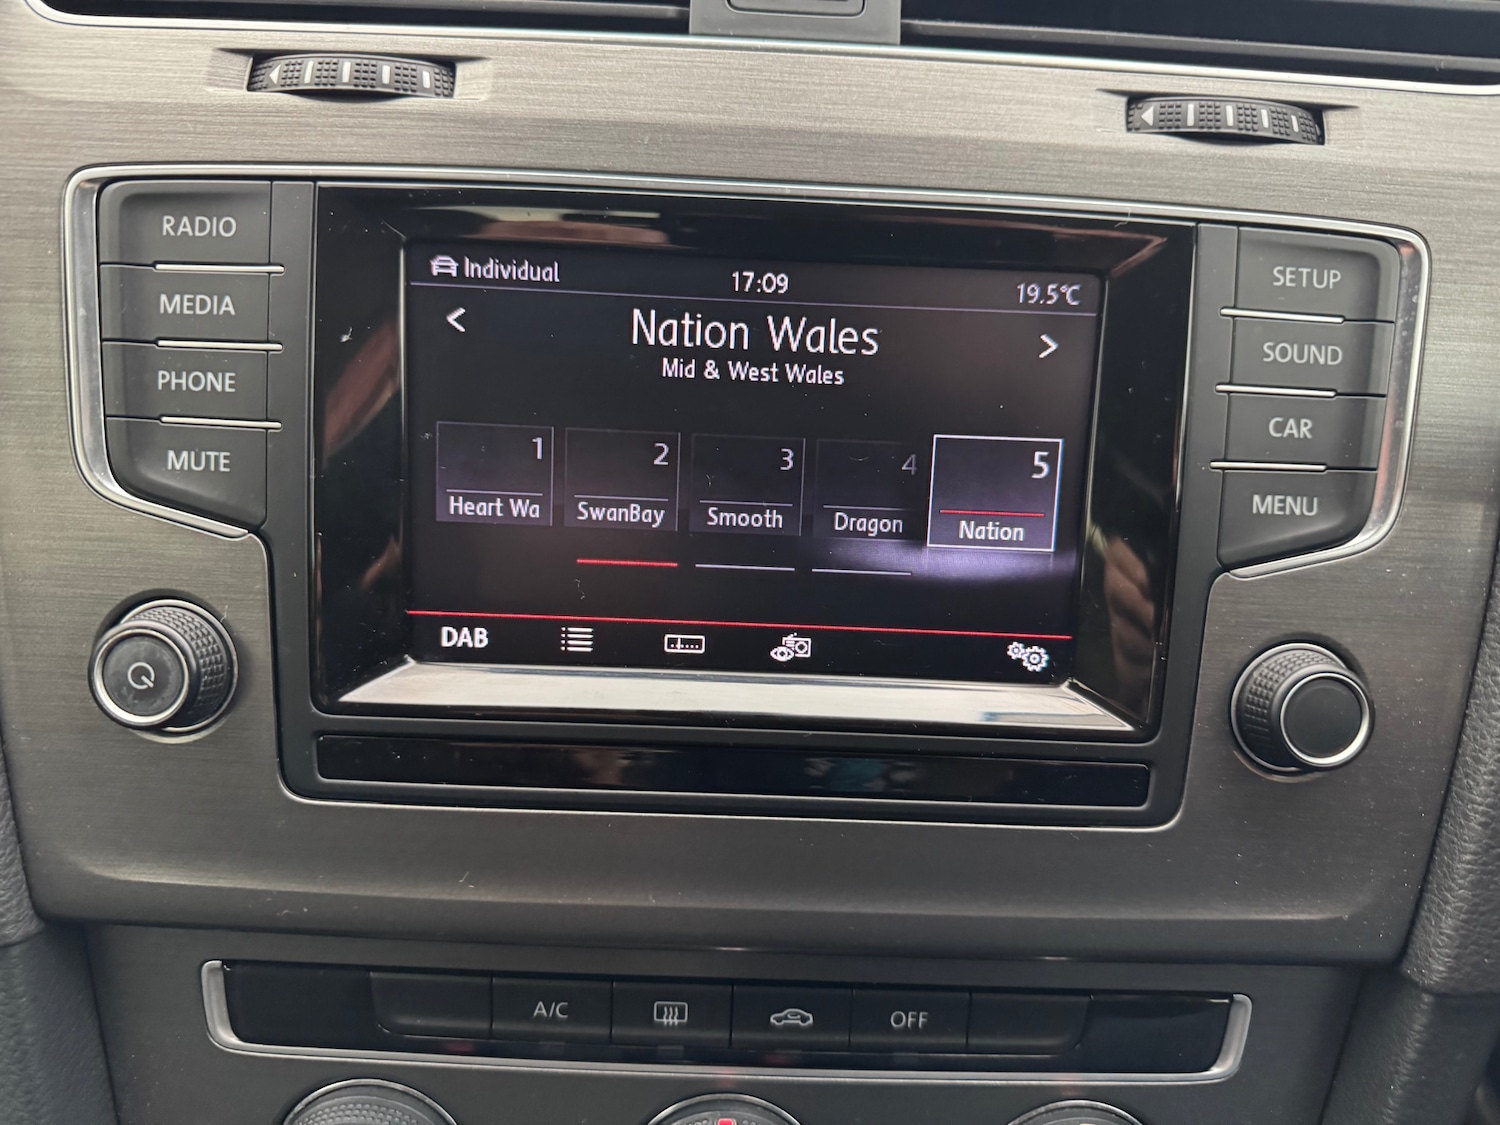 RADIO
MEDIA
PHONE
MUTE
Individual
17:09
19.5°C
<
Nation Wales
>
Mid & West Wales
1
2
3
4
5
Heart Wa
SwanBay
Smooth
Dragon
Nation
DAB
SETUP
SOUND
CAR
MENU
A/C
OFF